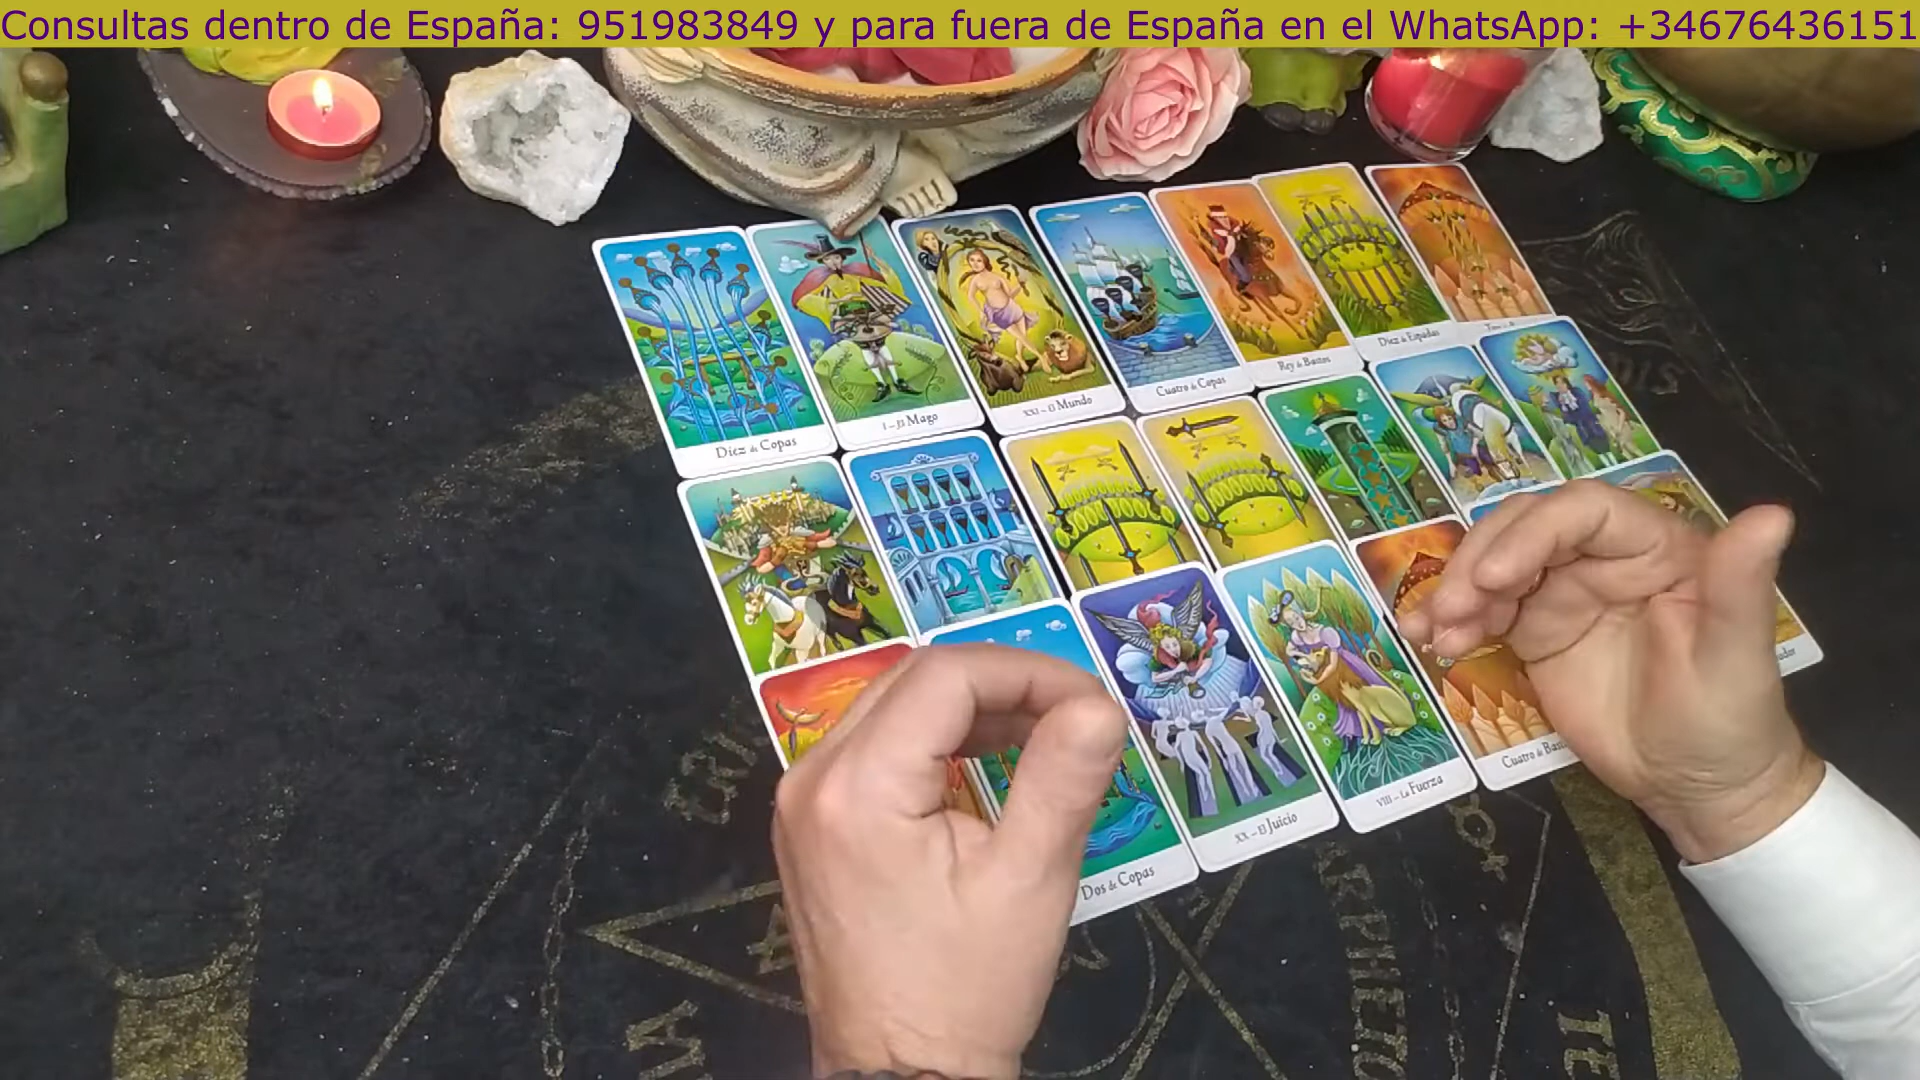 Consultas dentro de España: 951983849 y para fuera de España en el WhatsApp: +34676436151
Diez de Copas
I - El Mago
XXI - El Mundo
Cuatro de Copas
Rey de Bastos
Diez de Espadas
Dos de Copas
XX - El Juicio
VIII - La Fuerza
Cuatro de